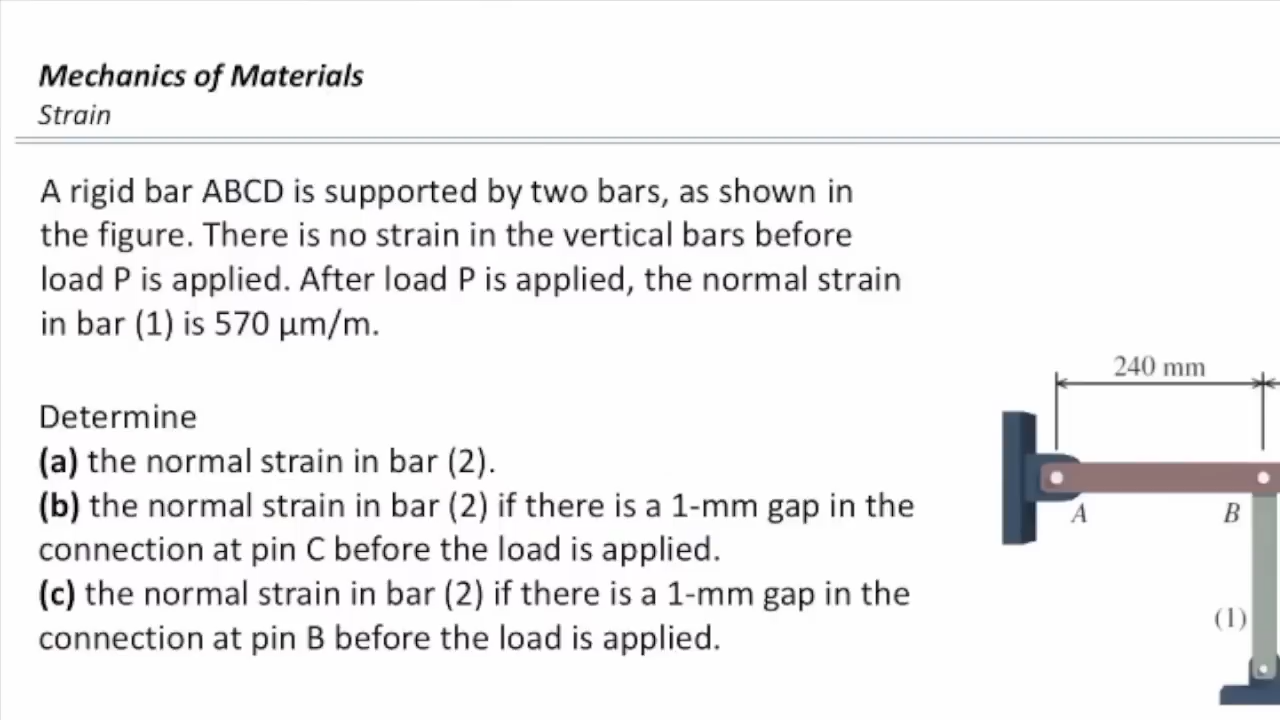 Mechanics of Materials
Strain
A rigid bar ABCD is supported by two bars, as shown in
the figure. There is no strain in the vertical bars before
load P is applied. After load P is applied, the normal strain
in bar (1) is 570 μm/m.
Determine
(a) the normal strain in bar (2).
(b) the normal strain in bar (2) if there is a 1-mm gap in the
connection at pin C before the load is applied.
(c) the normal strain in bar (2) if there is a 1-mm gap in the
connection at pin B before the load is applied.
240 mm
A
B
(1)